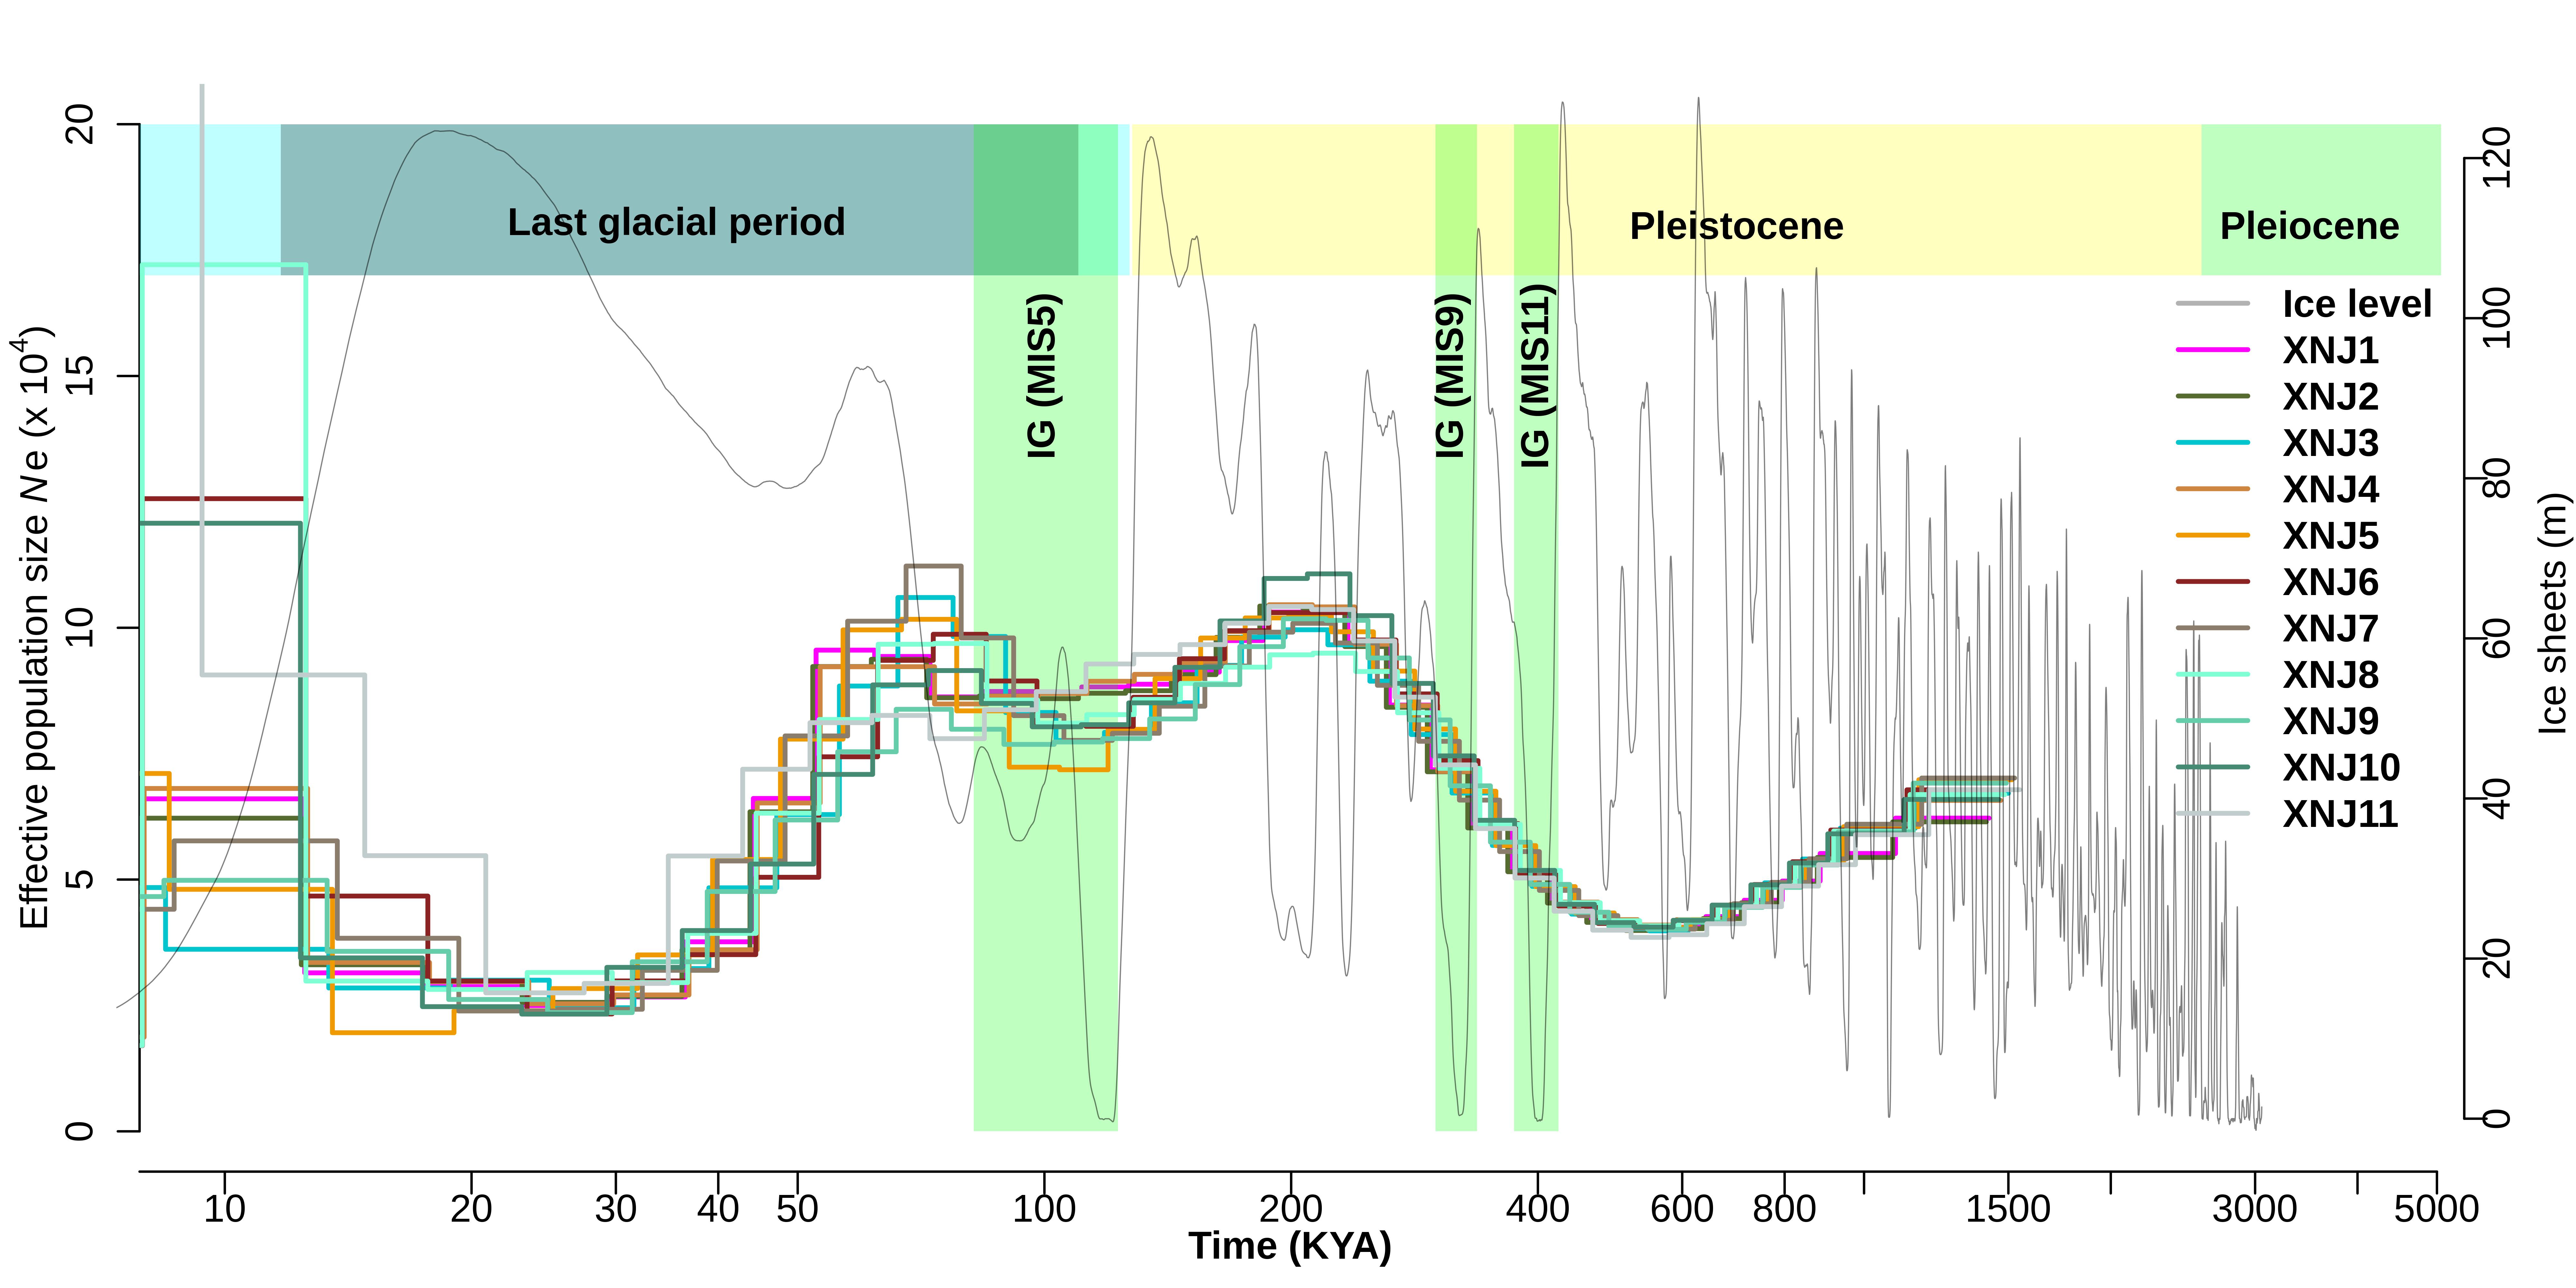 20
15
10
5
0
Effective population size Ne (x 10⁴)
Last glacial period
Pleistocene
Pleiocene
IG (MIS5)
IG (MIS9)
IG (MIS11)
Ice level
XNJ1
XNJ2
XNJ3
XNJ4
XNJ5
XNJ6
XNJ7
XNJ8
XNJ9
XNJ10
XNJ11
120
100
80
60
40
20
0
Ice sheets (m)
10 20 30 40 50 100 200 400 600 800 1500 3000 5000
Time (KYA)